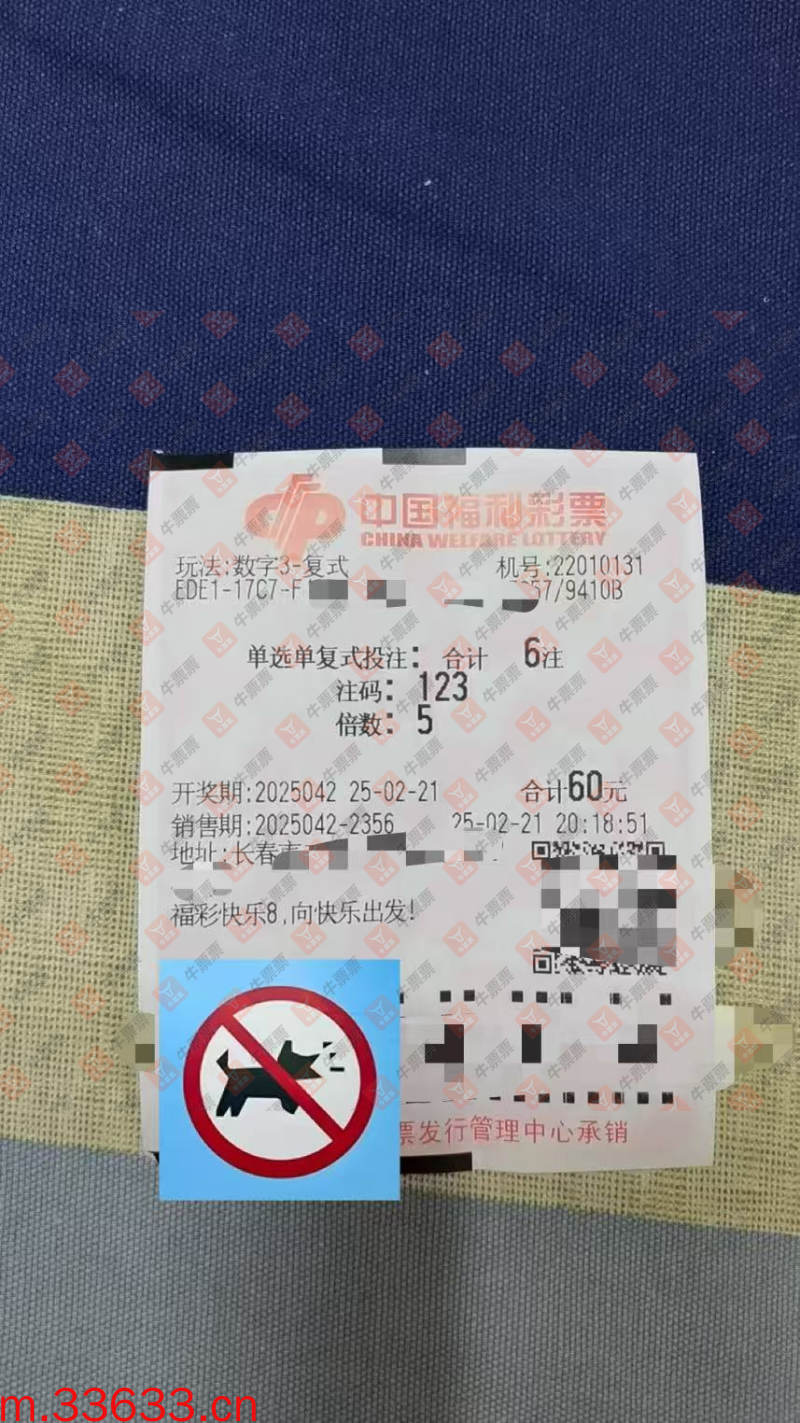 中国福利彩票
CHINA WELFARE LOTTERY
玩法:数字3-复式 机号:22010131
EDE1-17C7-F 57/9410B
单选单复式投注: 合计 6注
注码: 123
倍数: 5
开奖期:2025042 25-02-21 合计60元
销售期:2025042-2356 25-02-21 20:18:51
地址:长春
福彩快乐8,向快乐出发!
票发行管理中心承销
牛票票
m.33633.cn